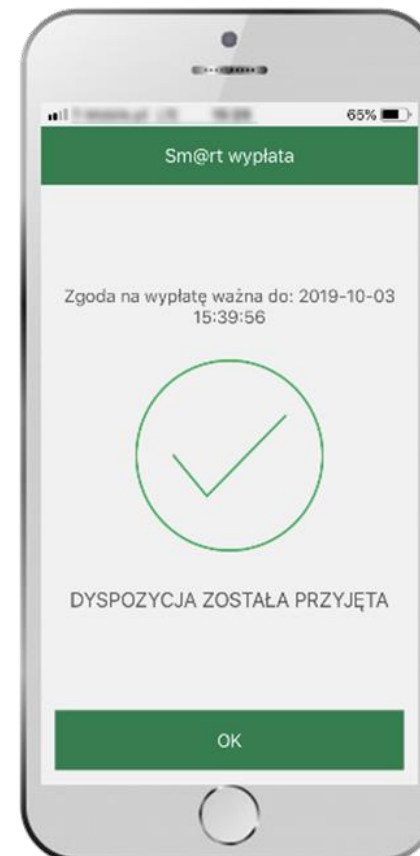 65%
Sm@rt wypłata
Zgoda na wypłatę ważna do: 2019-10-03
15:39:56
DYSPOZYCJA ZOSTAŁA PRZYJĘTA
OK